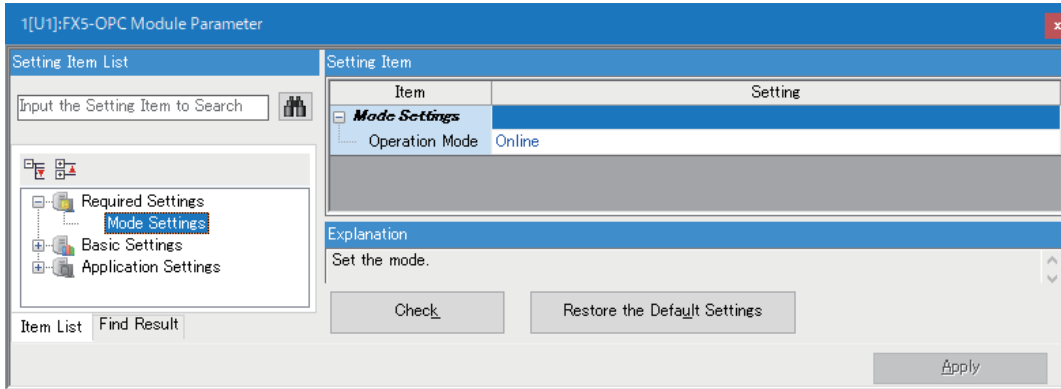 1[U1]:FX5-OPC Module Parameter
x
Setting Item List
Input the Setting Item to Search
Required Settings
Mode Settings
Basic Settings
Application Settings
Item List
Find Result
Setting Item
Item Setting
Mode Settings
Operation Mode Online
Explanation
Set the mode.
Check
Restore the Default Settings
Apply